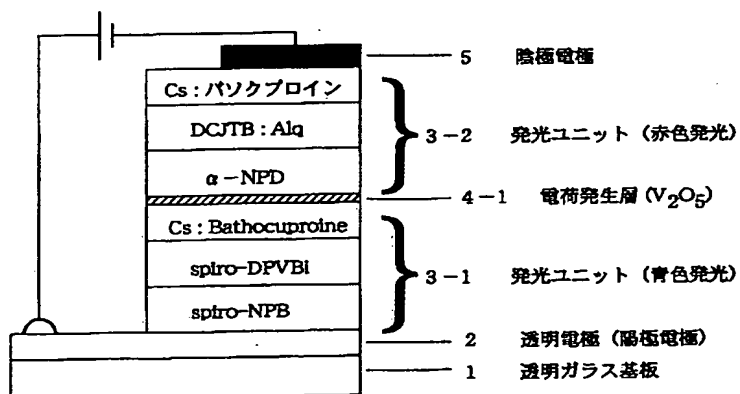 5 陰極電極
Cs:バソクプロイン
DCJTB:Alq
3-2 発光ユニット(赤色発光)
α-NPD
4-1 電荷発生層(V₂O₅)
Cs:Bathocuproine
spiro-DPVBi
3-1 発光ユニット(青色発光)
spiro-NPB
2 透明電極(陽極電極)
1 透明ガラス基板